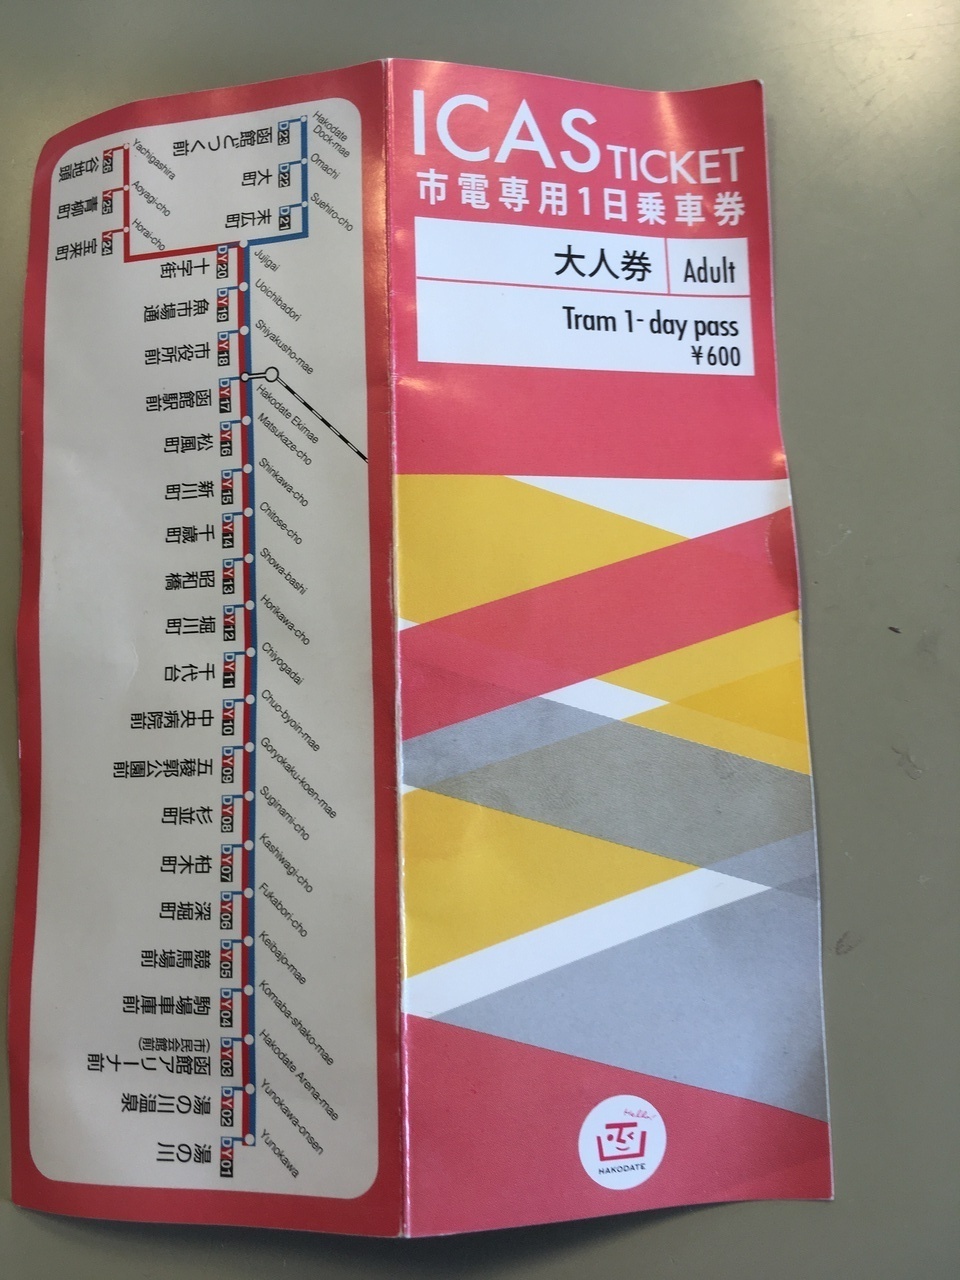 ICAS TICKET
市電専用1日乗車券
大人券 Adult
Tram 1-day pass
¥600
Hello!
HAKODATE
Hakodate Dock-mae
D23
函館どつく前
Omachi
D22
大町
Suehiro-cho
D21
末広町
Yachigashira
Y26
谷地頭
Aoyagi-cho
Y25
青柳町
Horai-cho
Y24
宝来町
Jujigai
DY20
十字街
Uoichibadori
DY19
魚市場通
Shiyakusho-mae
DY18
市役所前
Hakodate Ekimae
DY17
函館駅前
Matsukaze-cho
DY16
松風町
Shinkawa-cho
DY15
新川町
Chitose-cho
DY14
千歳町
Showa-bashi
DY13
昭和橋
Horikawa-cho
DY12
堀川町
Chiyogadai
DY11
千代台
Chuo-byoin-mae
DY10
中央病院前
Goryokaku-koen-mae
DY09
五稜郭公園前
Suginami-cho
DY08
杉並町
Kashiwagi-cho
DY07
柏木町
Fukabori-cho
DY06
深堀町
Keibajo-mae
DY05
競馬場前
Komaba-shako-mae
DY04
駒場車庫前
Hakodate Arena-mae
DY03
函館アリーナ前
(市民会館前)
Yunokawa-onsen
DY02
湯の川温泉
Yunokawa
DY01
湯の川